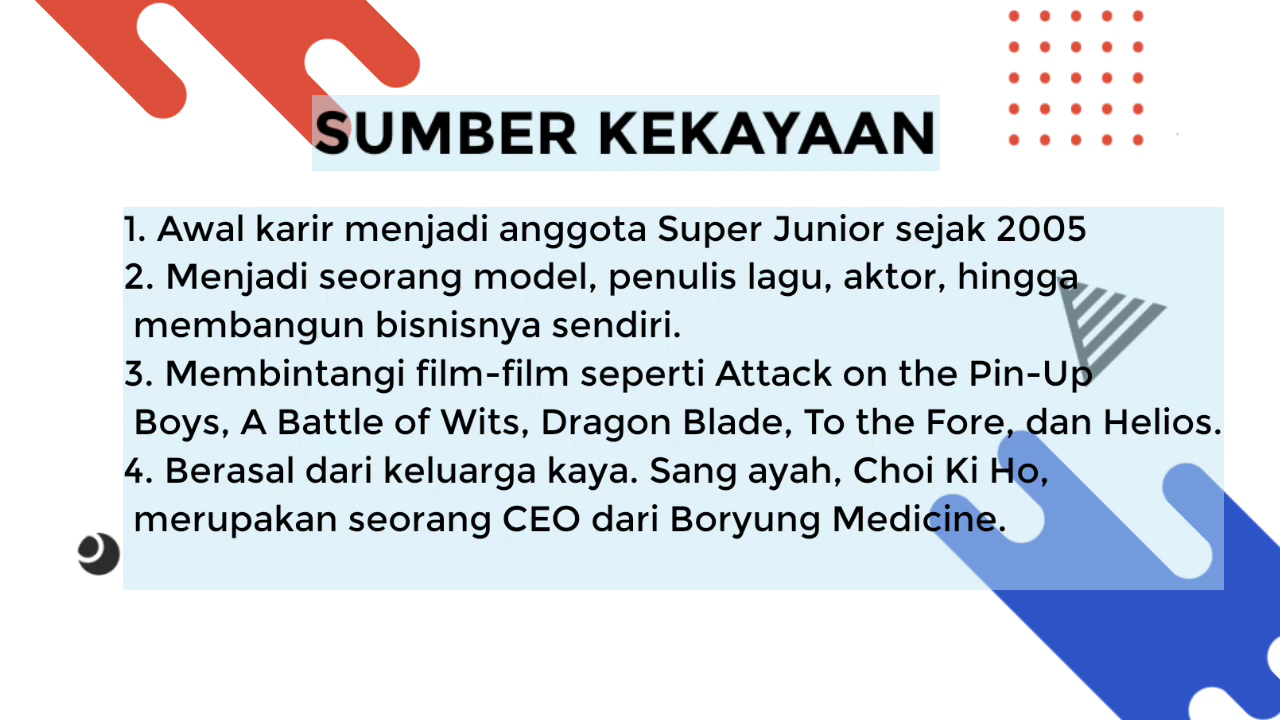 SUMBER KEKAYAAN
1. Awal karir menjadi anggota Super Junior sejak 2005
2. Menjadi seorang model, penulis lagu, aktor, hingga
membangun bisnisnya sendiri.
3. Membintangi film-film seperti Attack on the Pin-Up
Boys, A Battle of Wits, Dragon Blade, To the Fore, dan Helios.
4. Berasal dari keluarga kaya. Sang ayah, Choi Ki Ho,
merupakan seorang CEO dari Boryung Medicine.